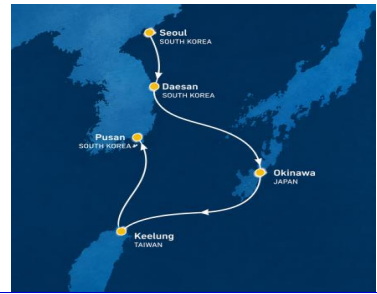 Seoul
SOUTH KOREA
Daesan
SOUTH KOREA
Pusan
SOUTH KOREA
Okinawa
JAPAN
Keelung
TAIWAN